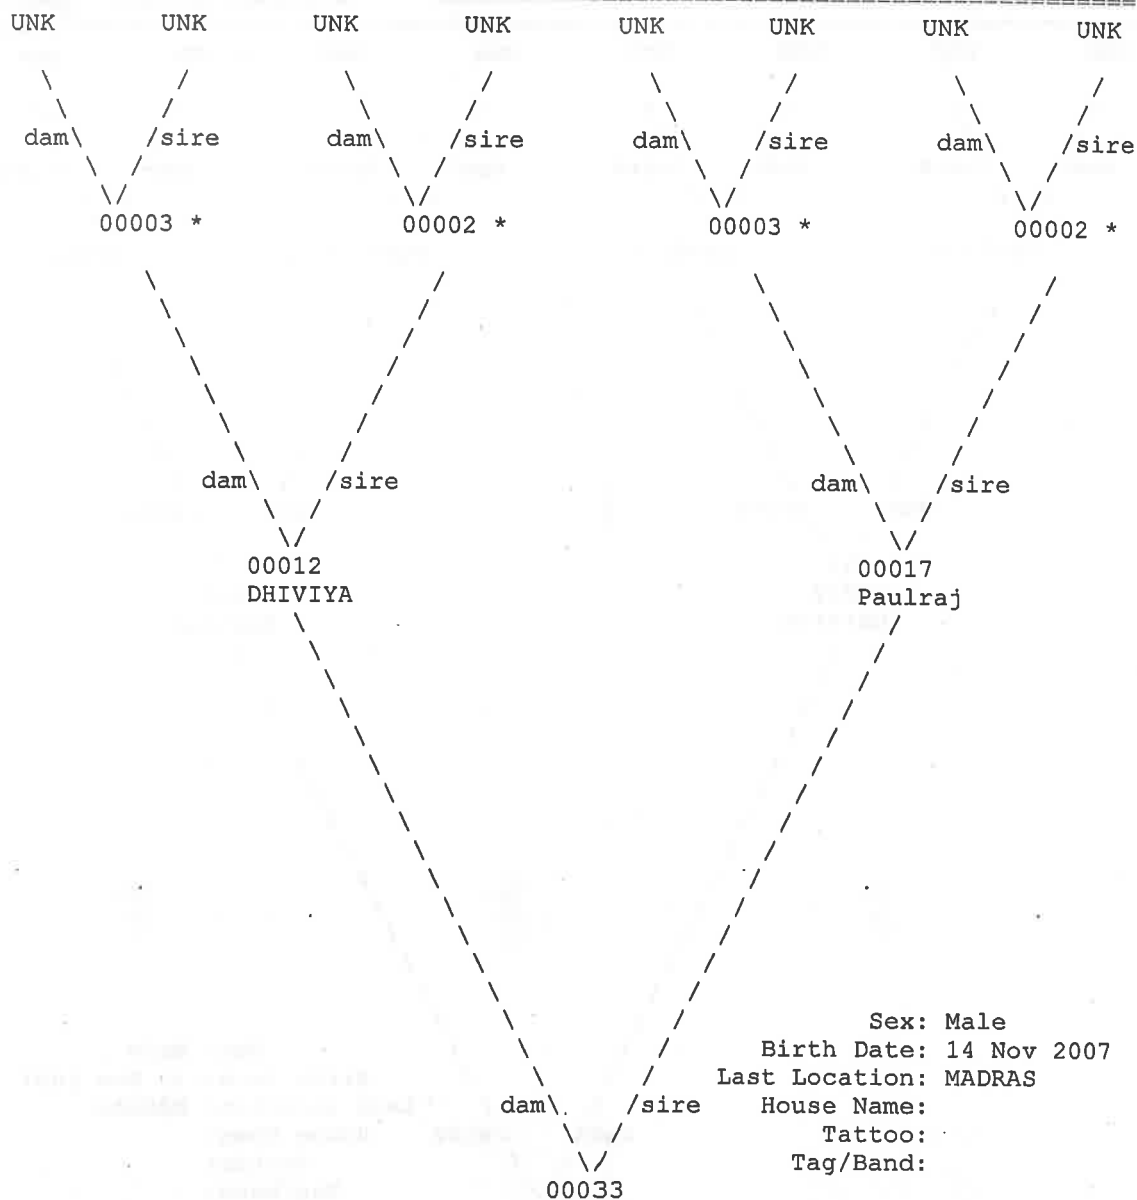 UNK UNK UNK UNK UNK UNK UNK UNK
dam\ /sire dam\ /sire dam\ /sire dam\ /sire
00003 * 00002 * 00003 * 00002 *
dam\ /sire dam\ /sire
00012 00017
DHIVIYA Paulraj
Sex: Male
Birth Date: 14 Nov 2007
Last Location: MADRAS
dam\ /sire House Name:
Tattoo:
Tag/Band:
00033